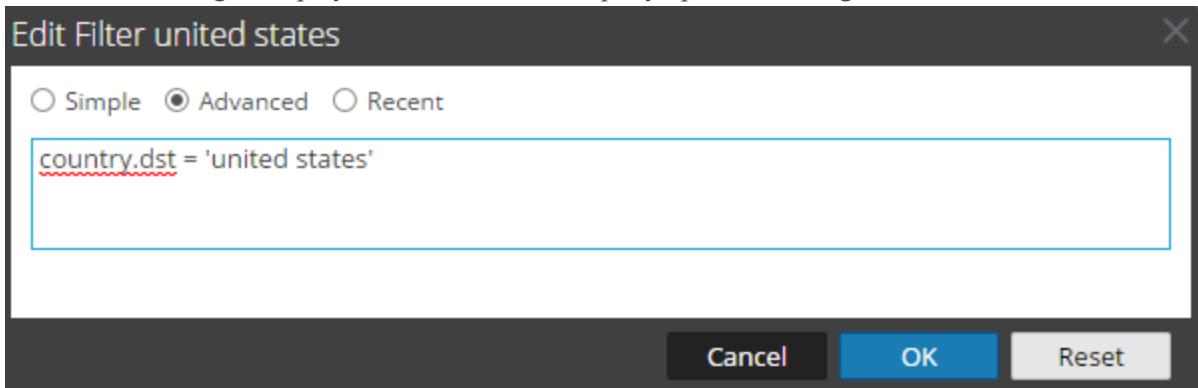 Edit Filter united states
Simple Advanced Recent
country.dst = 'united states'
Cancel OK Reset